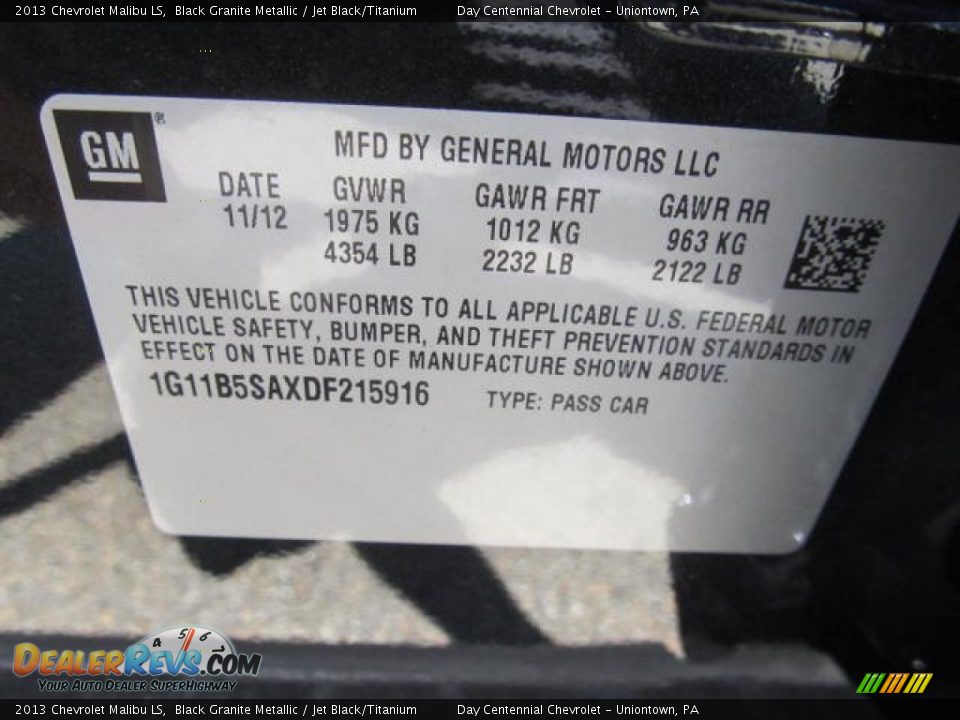 2013 Chevrolet Malibu LS, Black Granite Metallic / Jet Black/Titanium Day Centennial Chevrolet - Uniontown, PA
GM ®
MFD BY GENERAL MOTORS LLC
DATE GVWR GAWR FRT GAWR RR
11/12 1975 KG 1012 KG 963 KG
4354 LB 2232 LB 2122 LB
THIS VEHICLE CONFORMS TO ALL APPLICABLE U.S. FEDERAL MOTOR
VEHICLE SAFETY, BUMPER, AND THEFT PREVENTION STANDARDS IN
EFFECT ON THE DATE OF MANUFACTURE SHOWN ABOVE.
1G11B5SAXDF215916 TYPE: PASS CAR
4 5 6 7
DEALERREVS.COM
YOUR AUTO DEALER SUPERHIGHWAY
2013 Chevrolet Malibu LS, Black Granite Metallic / Jet Black/Titanium Day Centennial Chevrolet - Uniontown, PA